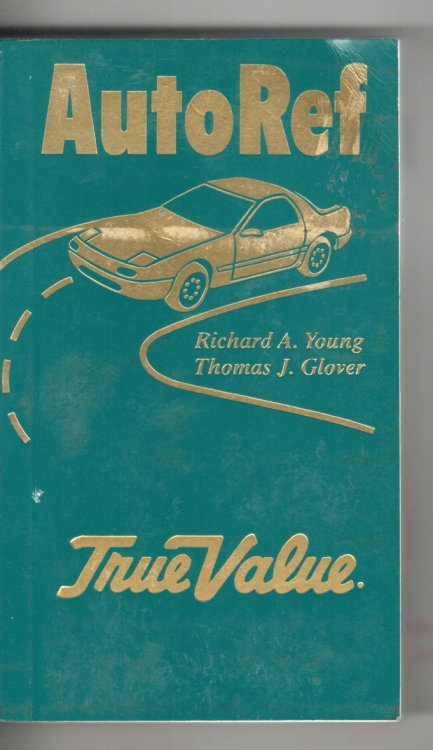 AutoRef
Richard A. Young
Thomas J. Glover
True Value.